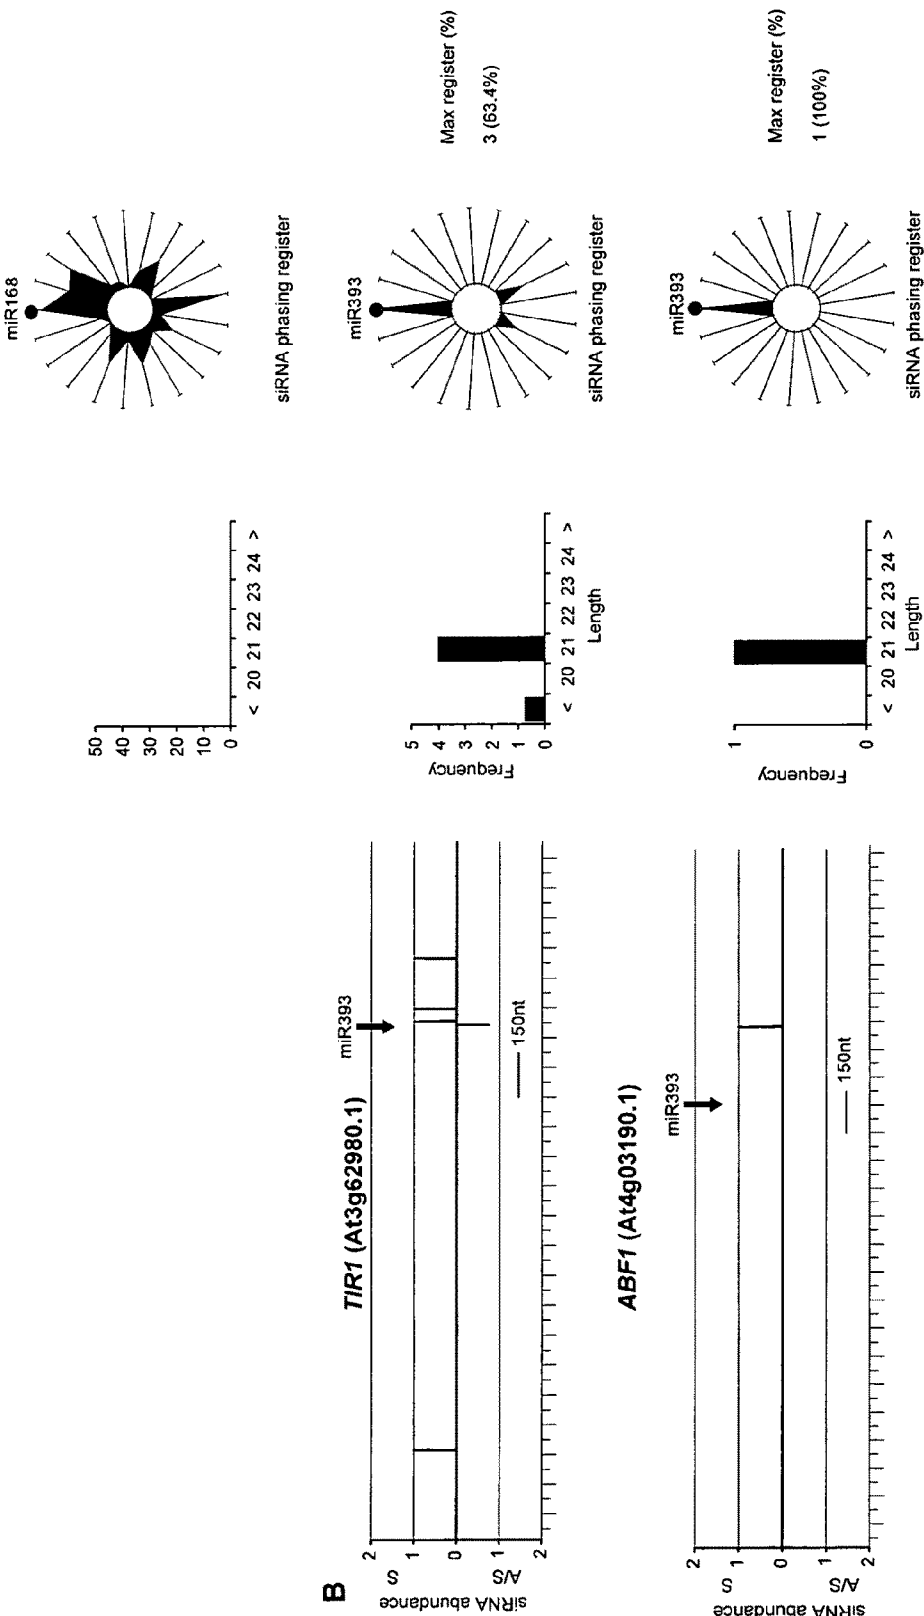 miR168
siRNA phasing register
50
40
30
20
10
0
< 20 21 22 23 24 >
B
TIR1 (At3g62980.1)
miR393
siRNA abundance
A/S S
2
1
0
1
2
150nt
Frequency
5
4
3
2
1
0
< 20 21 22 23 24 >
Length
miR393
siRNA phasing register
Max register (%)
3 (63.4%)
ABF1 (At4g03190.1)
miR393
siRNA abundance
A/S S
2
1
0
1
2
150nt
Frequency
1
0
< 20 21 22 23 24 >
Length
miR393
siRNA phasing register
Max register (%)
1 (100%)